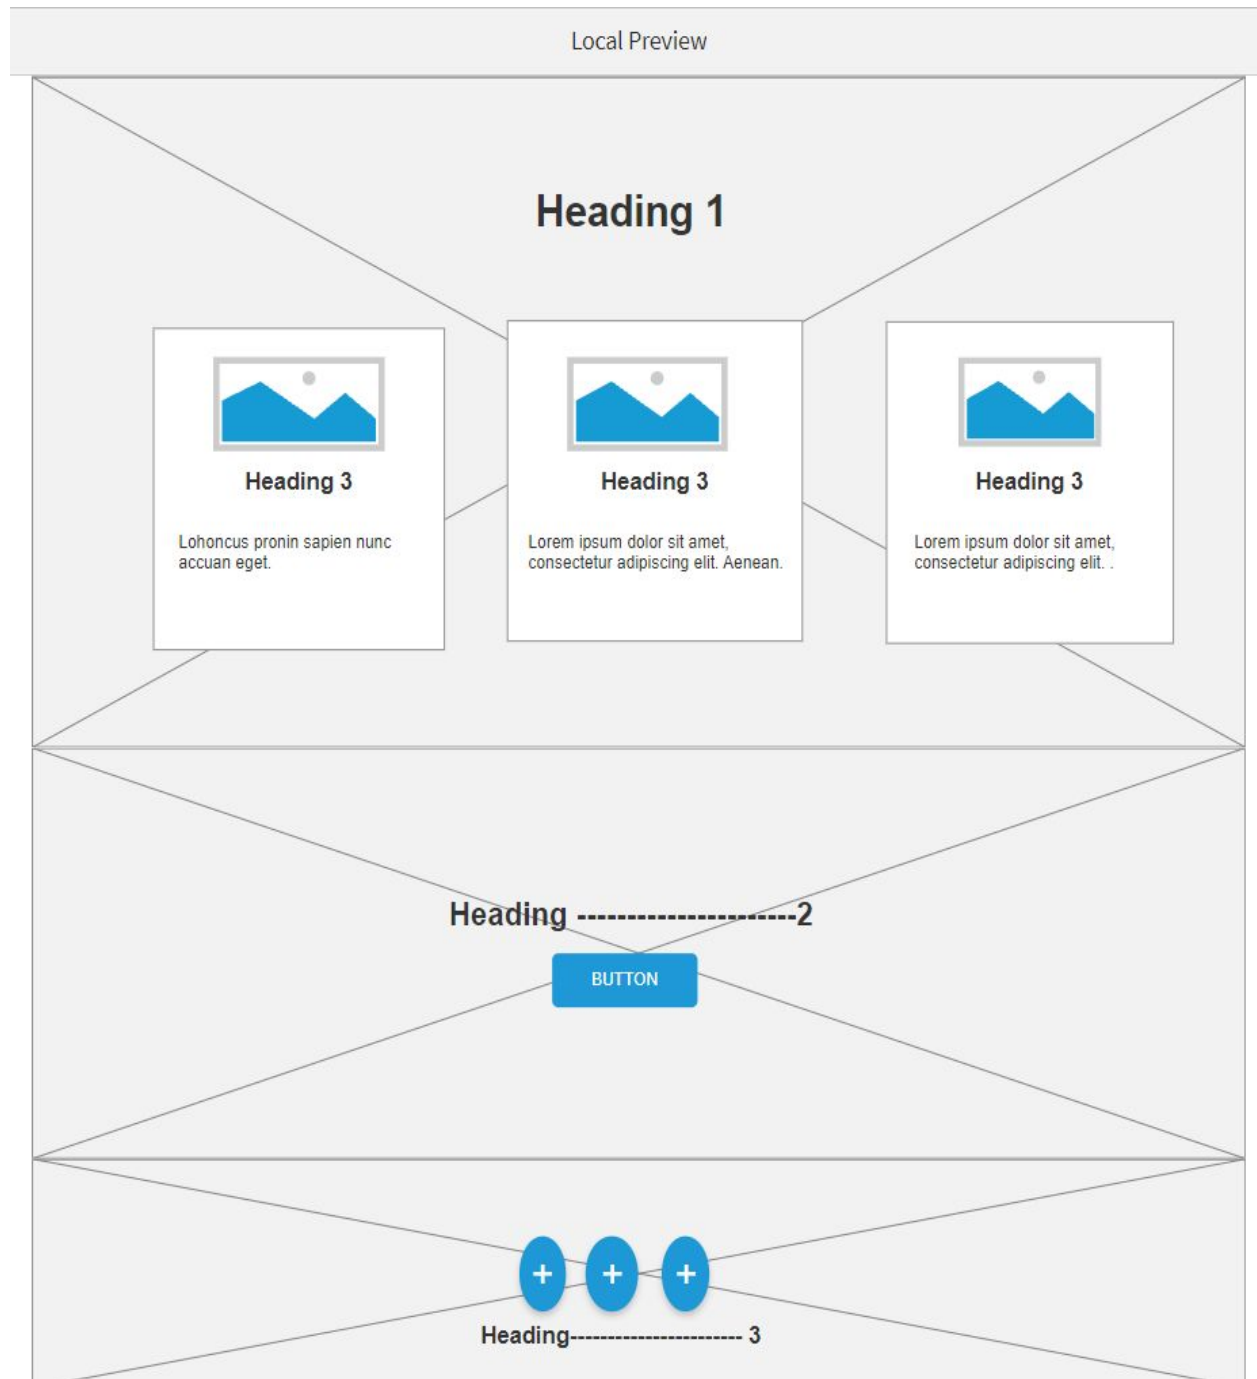 Local Preview
Heading 1
Heading 3
Lohoncus pronin sapien nunc
accuan eget.
Heading 3
Lorem ipsum dolor sit amet,
consectetur adipiscing elit. Aenean.
Heading 3
Lorem ipsum dolor sit amet,
consectetur adipiscing elit. .
Heading ----------------------2
BUTTON
+ + +
Heading----------------------- 3